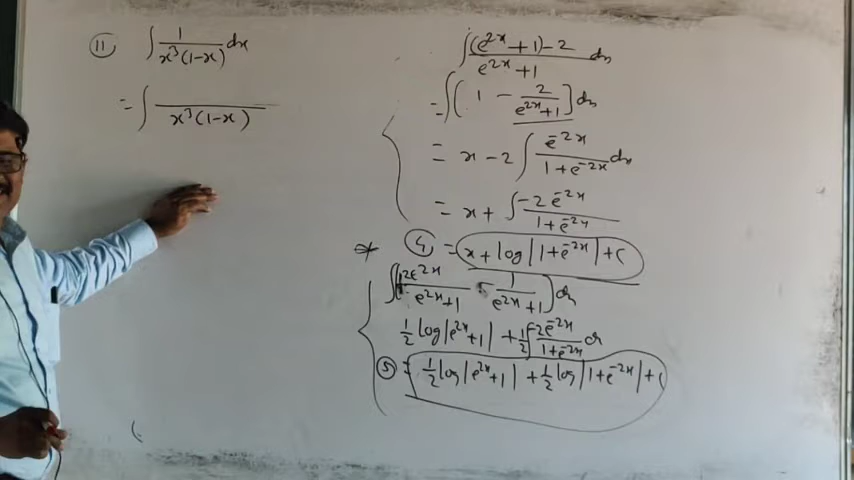 (11) ∫ 1/(x³(1-x)) dx
= ∫ ——/(x³(1-x))
∫ ((e^(2x)+1)-2)/(e^(2x)+1) dx
= ∫ (1 - 2/(e^(2x)+1)] dx
= x - 2 ∫ e^(-2x)/(1+e^(-2x)) dx
= x + ∫ -2e^(-2x)/(1+e^(-2x))
* (4) = x + log|1+e^(-2x)| + C
∫( e^(2x)/(e^(2x)+1) - 1/(e^(2x)+1) ) dx
1/2 log|e^(2x)+1| + 1/2 ∫ -2e^(-2x)/(1+e^(-2x)) dx
(5) = 1/2 log|e^(2x)+1| + 1/2 log|1+e^(-2x)| + C